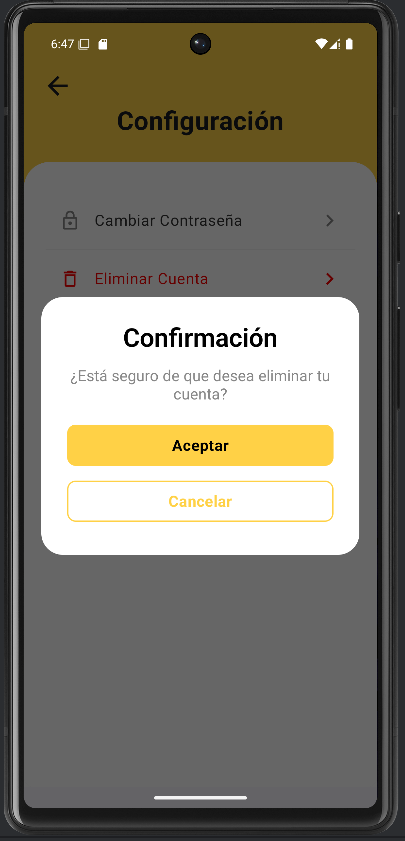 6:47
Configuración
Cambiar Contraseña
Eliminar Cuenta
Confirmación
¿Está seguro de que desea eliminar tu
cuenta?
Aceptar
Cancelar